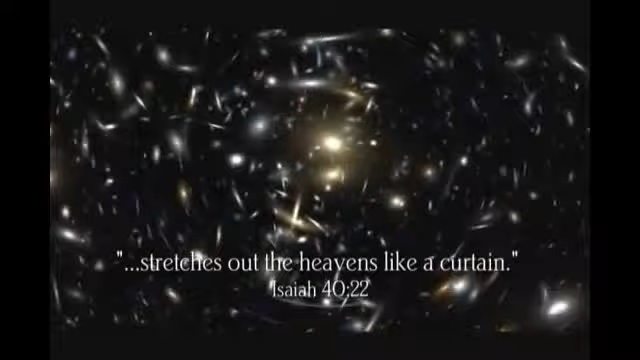 "...stretches out the heavens like a curtain."
Isaiah 40:22